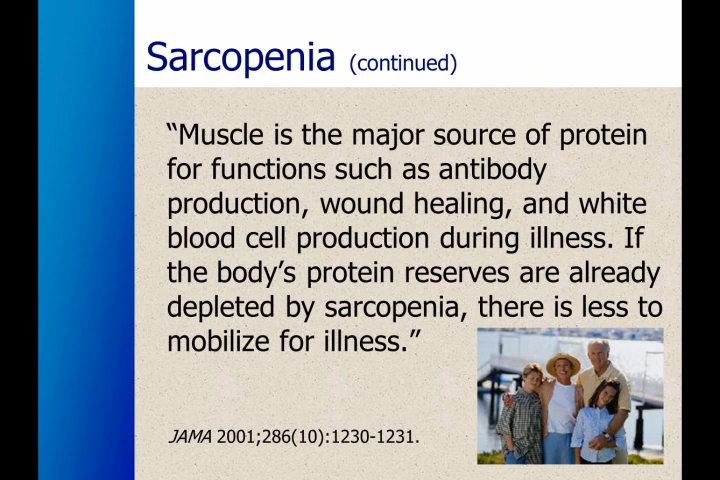 Sarcopenia (continued)
“Muscle is the major source of protein
for functions such as antibody
production, wound healing, and white
blood cell production during illness. If
the body’s protein reserves are already
depleted by sarcopenia, there is less to
mobilize for illness.”
JAMA 2001;286(10):1230-1231.